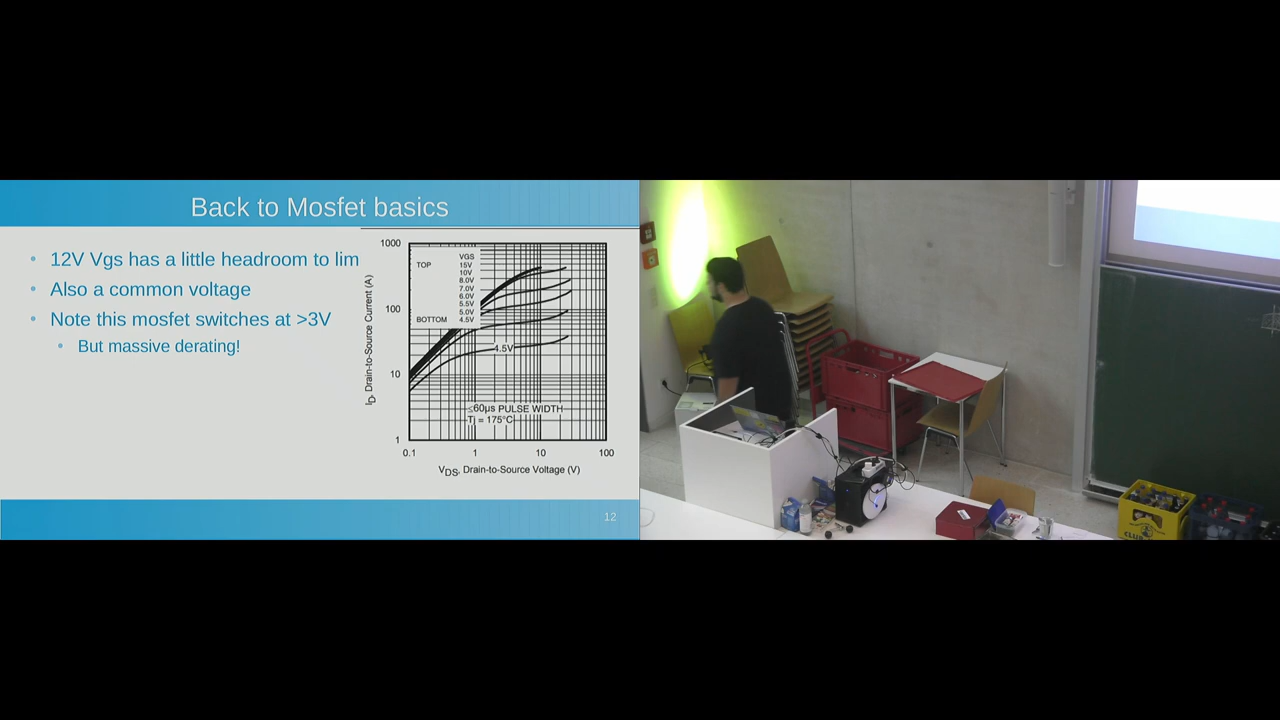 Back to Mosfet basics
12V Vgs has a little headroom to lim
Also a common voltage
Note this mosfet switches at >3V
But massive derating!
1000
100
10
1
0.1
1
10
100
ID, Drain-to-Source Current (A)
VDS, Drain-to-Source Voltage (V)
VGS
TOP
15V
10V
8.0V
7.0V
6.0V
5.5V
5.0V
BOTTOM
4.5V
4.5V
≤60µs PULSE WIDTH
Tj = 175°C
12
CLUB